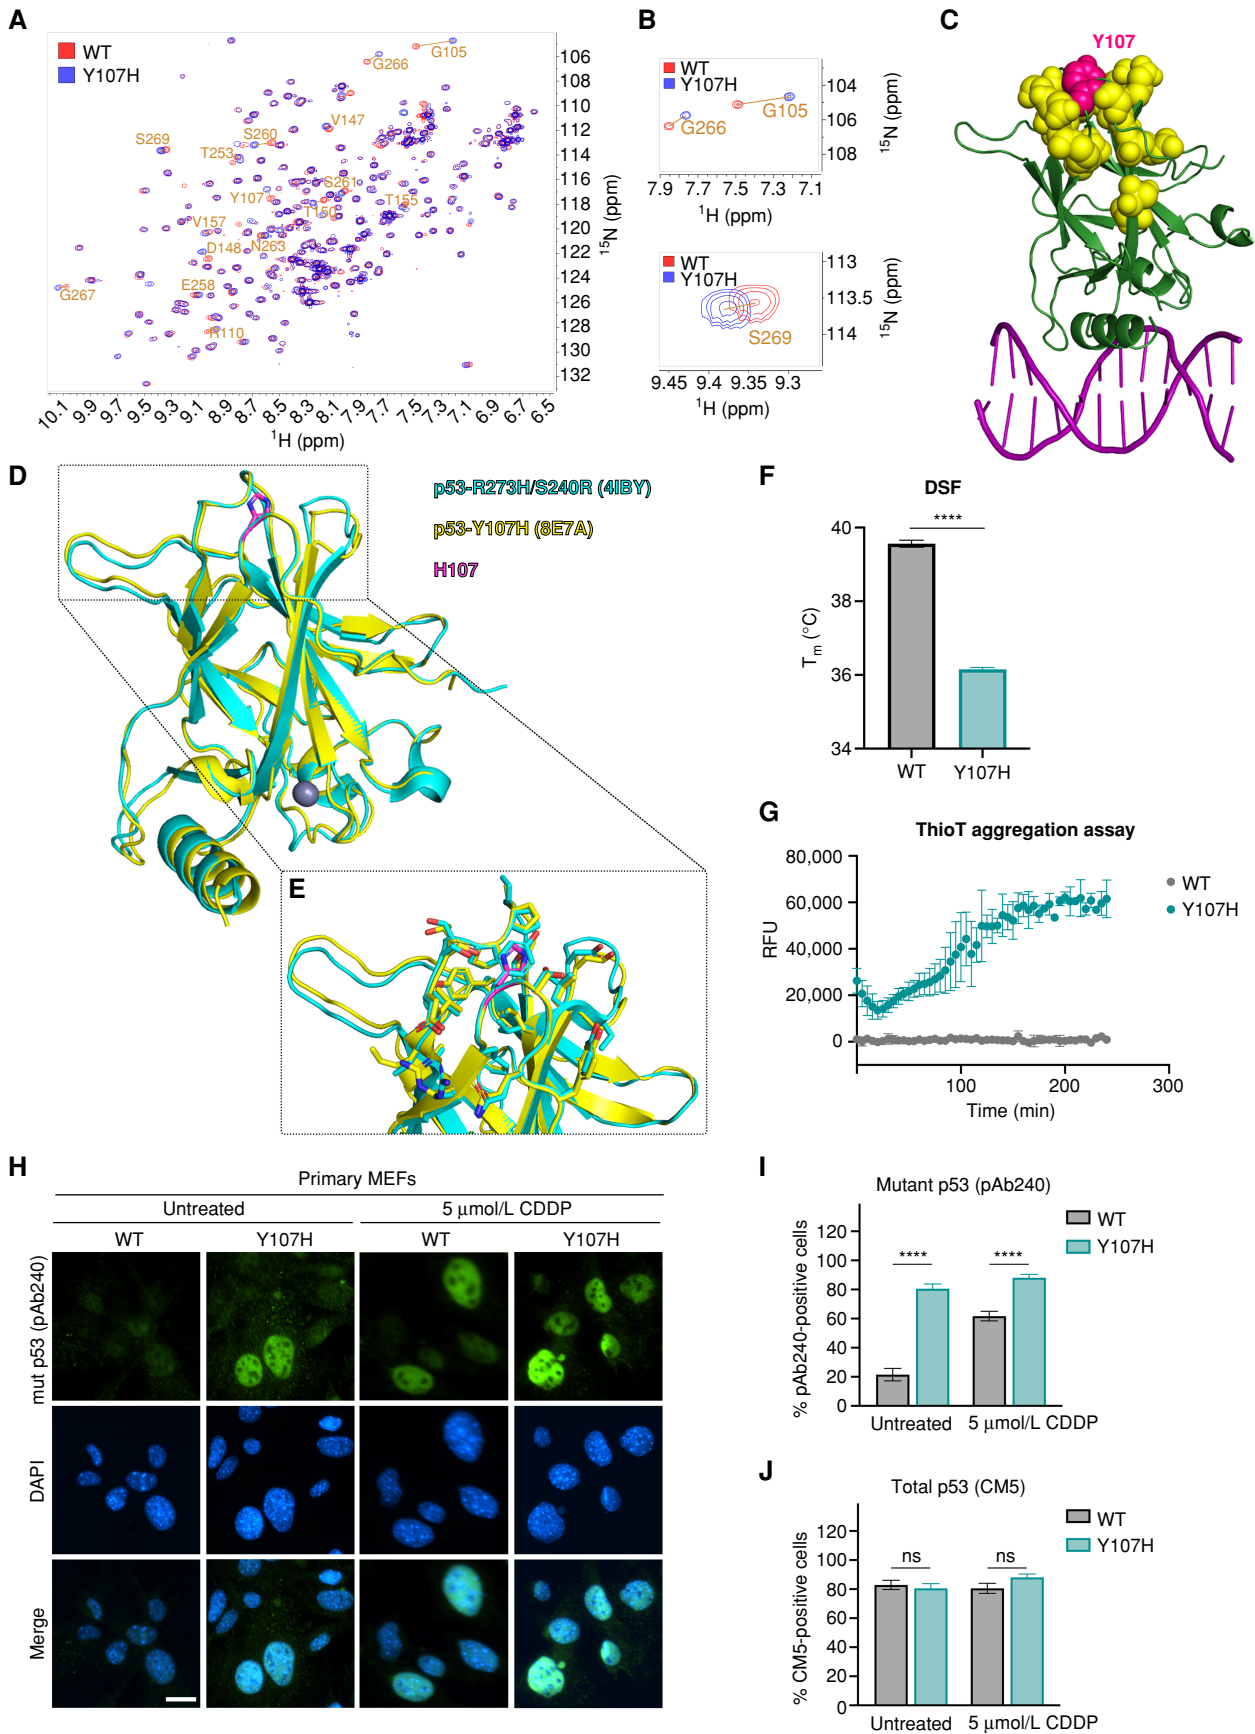 A
WT
Y107H
G266
G105
V147
S269
S260
T253
S261
Y107
T150
T155
V157
D148
N263
G267
E258
R110
106
110
112
114
116
118
120
122
124
126
128
130
132
15N (ppm)
10.1 9.9 9.7 9.5 9.3 9.1 8.9 8.7 8.5 8.3 8.1 7.9 7.7 7.5 7.3 7.1 6.9 6.7 6.5
1H (ppm)
B
WT
Y107H
G266
G105
104
106
108
15N (ppm)
7.9 7.7 7.5 7.3 7.1
1H (ppm)
WT
Y107H
S269
113
113.5
114
15N (ppm)
9.45 9.4 9.35 9.3
1H (ppm)
C
Y107
D
p53-R273H/S240R (4IBY)
p53-Y107H (8E7A)
H107
E
F
DSF
****
40
38
36
34
Tm (°C)
WT Y107H
G
ThioT aggregation assay
80,000
60,000
40,000
20,000
0
RFU
100 200 300
Time (min)
WT
Y107H
H
Primary MEFs
Untreated 5 μmol/L CDDP
WT Y107H WT Y107H
mut p53 (pAb240)
DAPI
Merge
I
Mutant p53 (pAb240)
WT
Y107H
120
100
80
60
40
20
0
% pAb240-positive cells
**** ****
Untreated 5 μmol/L CDDP
J
Total p53 (CM5)
WT
Y107H
120
100
80
60
40
20
0
% CM5-positive cells
ns ns
Untreated 5 μmol/L CDDP